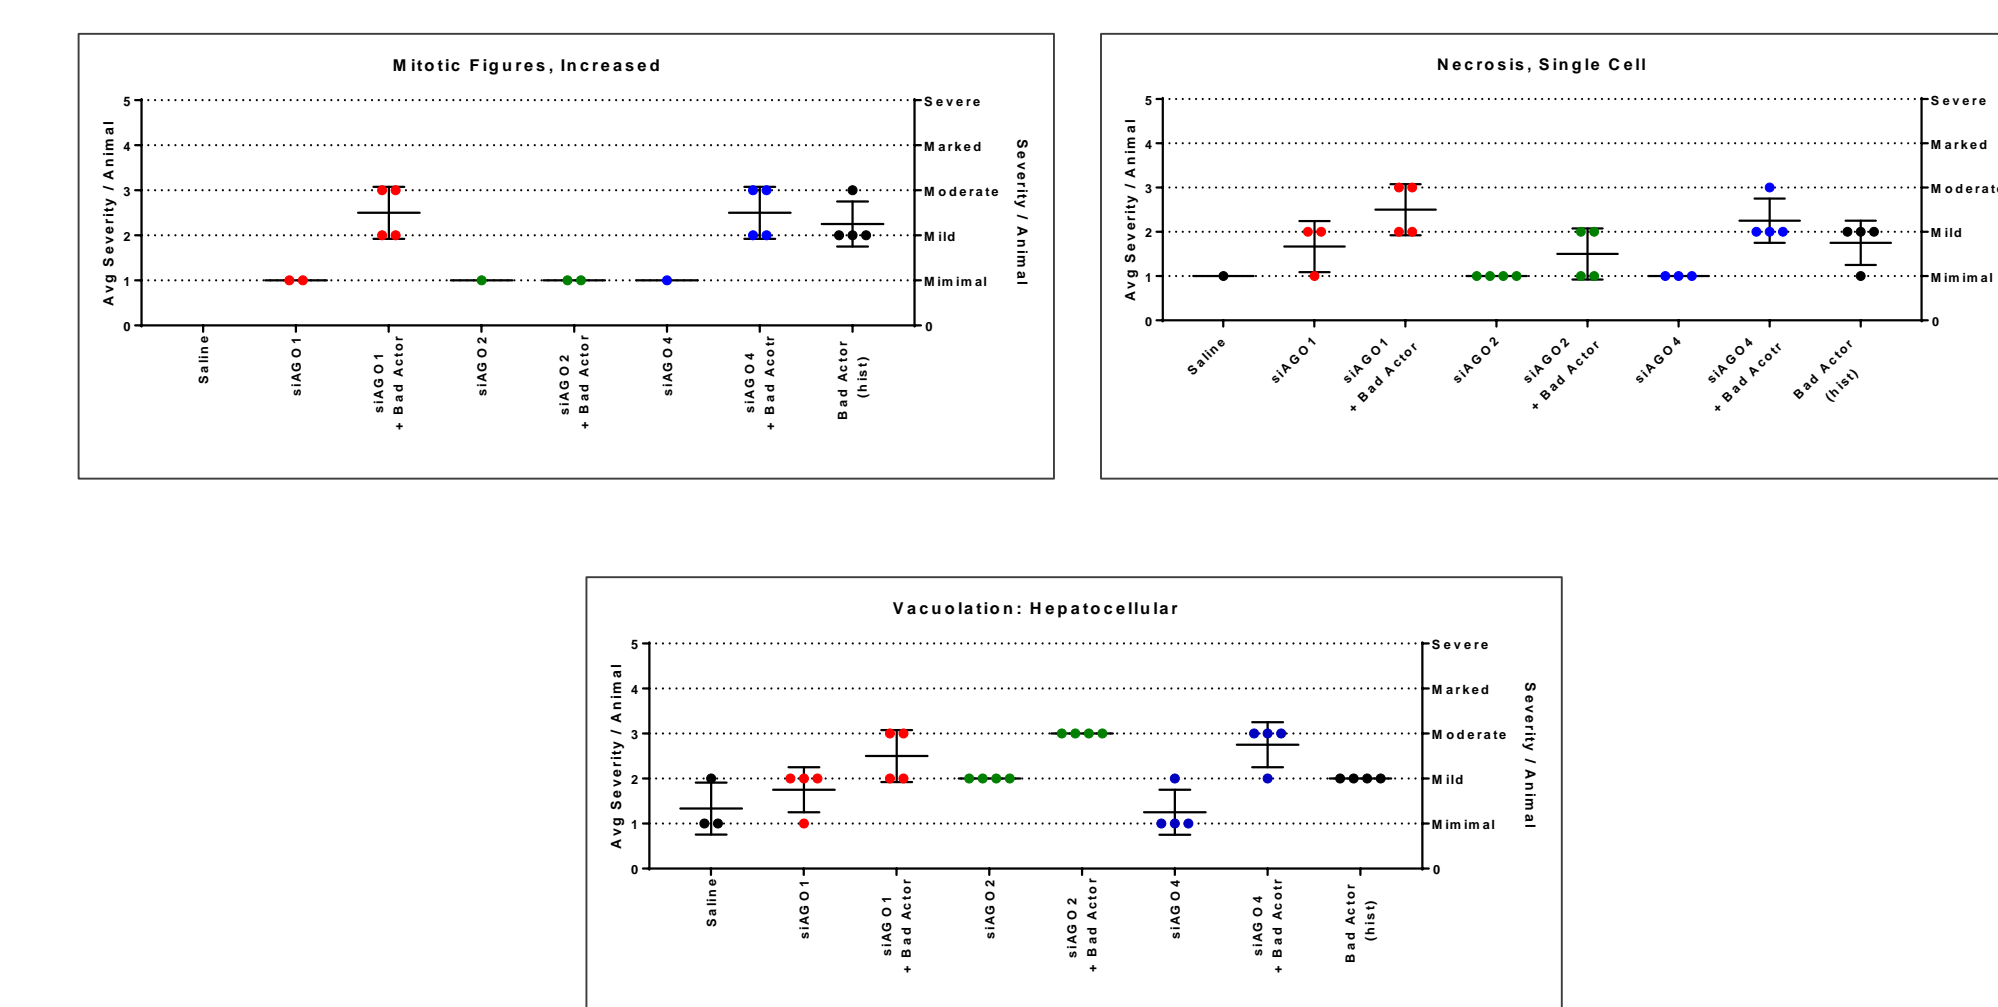 Mitotic Figures, Increased
5
4
3
2
1
0
Avg Severity / Animal
Severe
Marked
Moderate
Mild
Mimimal
0
Severity / Animal
Saline
siAGO1
siAGO1
+ Bad Actor
siAGO2
siAGO2
+ Bad Actor
siAGO4
siAGO4
+ Bad Acotr
Bad Actor
(hist)
Necrosis, Single Cell
5
4
3
2
1
0
Avg Severity / Animal
Severe
Marked
Moderate
Mild
Mimimal
0
Saline
siAGO1
siAGO1
+ Bad Actor
siAGO2
siAGO2
+ Bad Actor
siAGO4
siAGO4
+ Bad Acotr
Bad Actor
(hist)
Vacuolation: Hepatocellular
5
4
3
2
1
0
Avg Severity / Animal
Severe
Marked
Moderate
Mild
Mimimal
0
Severity / Animal
Saline
siAGO1
siAGO1
+ Bad Actor
siAGO2
siAGO2
+ Bad Actor
siAGO4
siAGO4
+ Bad Acotr
Bad Actor
(hist)